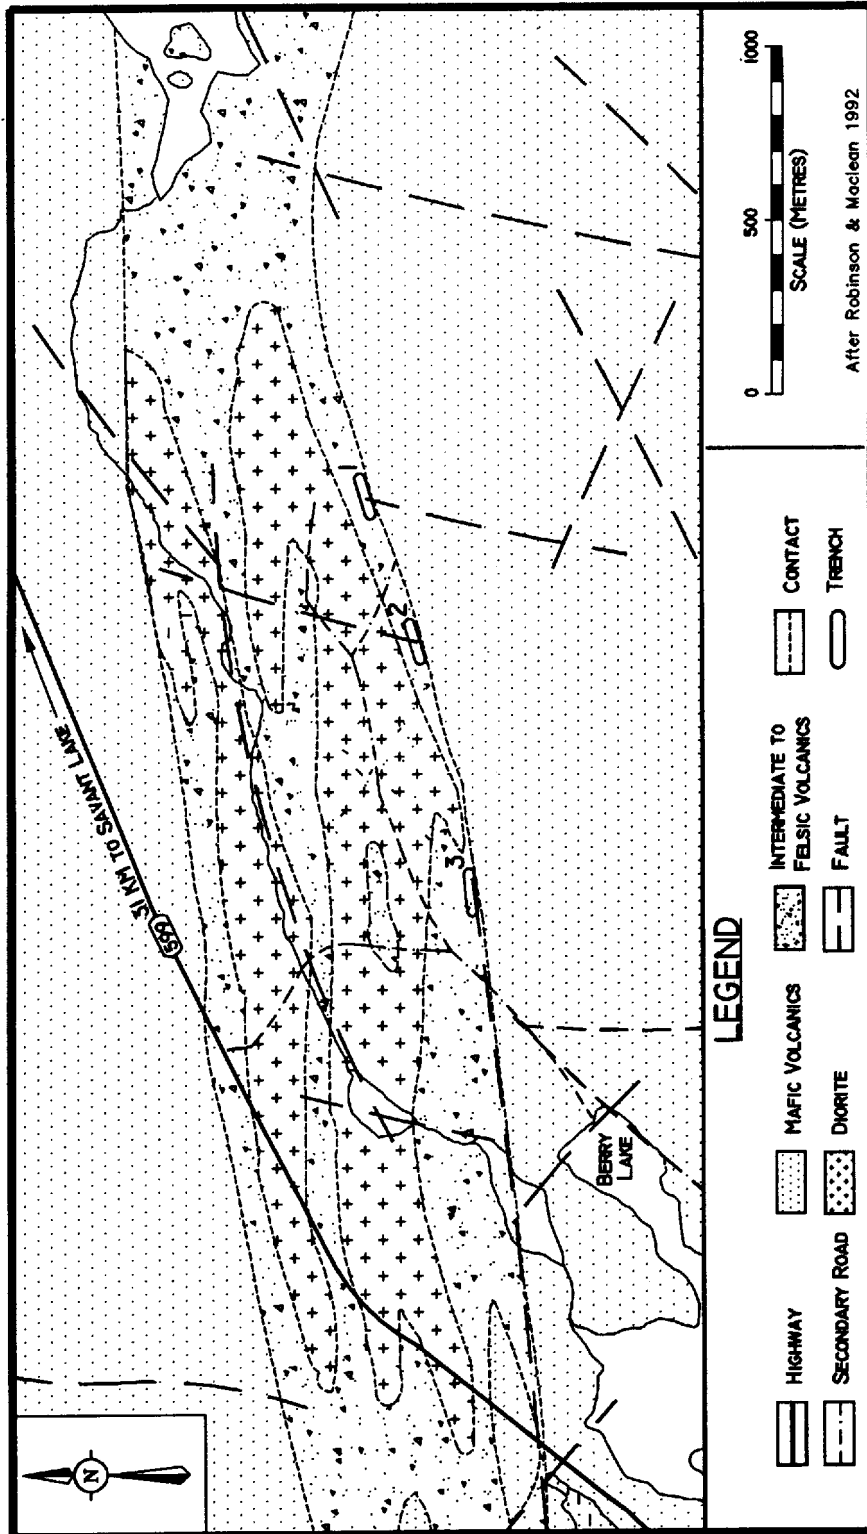 N
31 KM TO SAVANT LAKE
599
1
2
3
BERRY
LAKE
LEGEND
HIGHWAY
MAFIC VOLCANICS
INTERMEDIATE TO
FELSIC VOLCANICS
CONTACT
SECONDARY ROAD
DIORITE
FAULT
TRENCH
0
500
1000
SCALE (METRES)
After Robinson & Maclean 1992